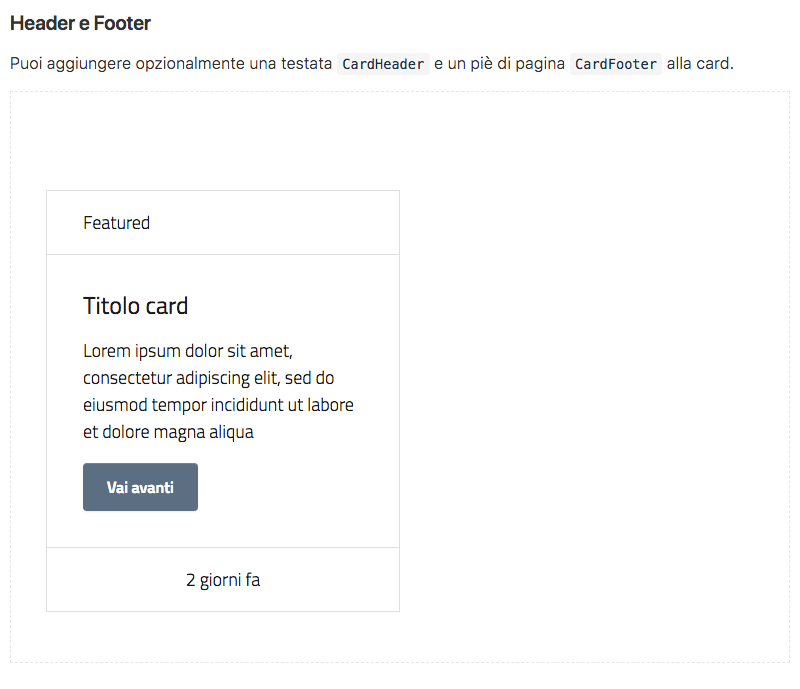 Header e Footer
Puoi aggiungere opzionalmente una testata CardHeader e un piè di pagina CardFooter alla card.
Featured
Titolo card
Lorem ipsum dolor sit amet,
consectetur adipiscing elit, sed do
eiusmod tempor incididunt ut labore
et dolore magna aliqua
Vai avanti
2 giorni fa